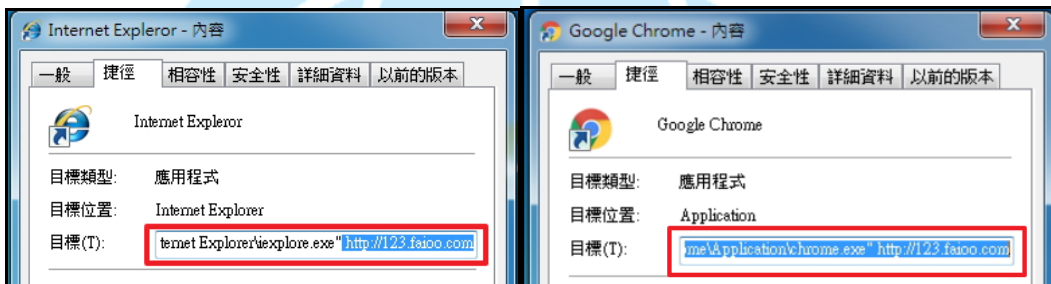 Internet Expleror - 內容
一般 捷徑 相容性 安全性 詳細資料 以前的版本
Internet Expleror
目標類型: 應用程式
目標位置: Internet Explorer
目標(T): ternet Explorer\iexplore.exe" http://123.faioo.com
Google Chrome - 內容
一般 捷徑 相容性 安全性 詳細資料 以前的版本
Google Chrome
目標類型: 應用程式
目標位置: Application
目標(T): me\Application\chrome.exe" http://123.faioo.com